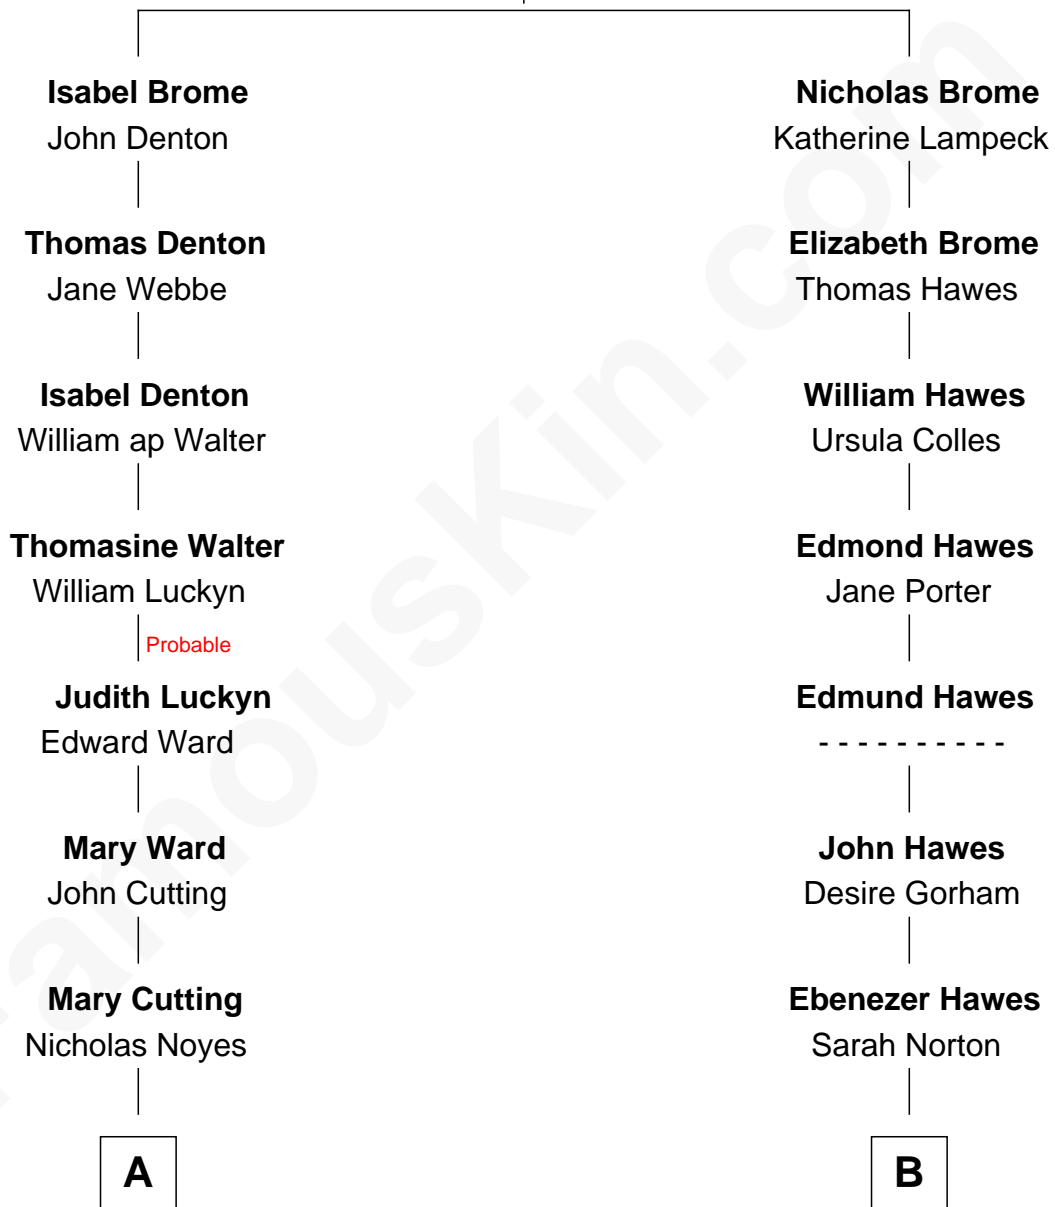 Isabel Brome
John Denton
Thomas Denton
Jane Webbe
Isabel Denton
William ap Walter
Thomasine Walter
William Luckyn
Probable
Judith Luckyn
Edward Ward
Mary Ward
John Cutting
Mary Cutting
Nicholas Noyes
A
Nicholas Brome
Katherine Lampeck
Elizabeth Brome
Thomas Hawes
William Hawes
Ursula Colles
Edmond Hawes
Jane Porter
Edmund Hawes
- - - - - - - - - -
John Hawes
Desire Gorham
Ebenezer Hawes
Sarah Norton
B
FamousKin.com